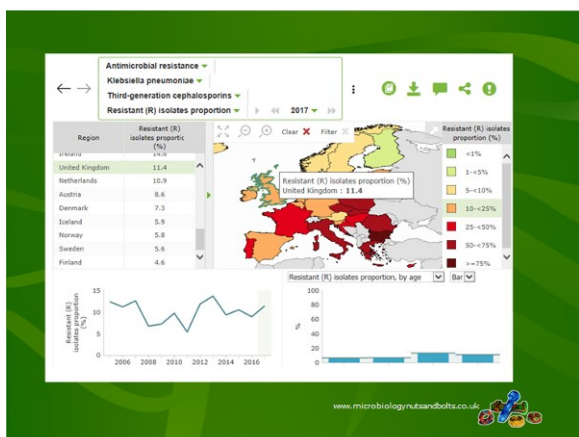 Antimicrobial resistance
Klebsiella pneumoniae
Third-generation cephalosporins
Resistant (R) isolates proportion
2017
Region
Resistant (R)
isolates proportic
(%)
United Kingdom 11.4
Netherlands 10.9
Austria 8.6
Denmark 7.3
Iceland 5.9
Norway 5.8
Sweden 5.6
Finland 4.6
Clear
Filter
Resistant (R) isolates proportion (%)
United Kingdom : 11.4
Resistant (R) isolates
proportion (%)
<1%
1-<5%
5-<10%
10-<25%
25-<50%
50-<75%
>=75%
Resistant (R)
isolates proportion
(%)
15
10
5
0
2006 2008 2010 2012 2014 2016
Resistant (R) isolates proportion, by age
Bar
%
100
80
60
40
20
0
www.microbiologynutsandbolts.co.uk